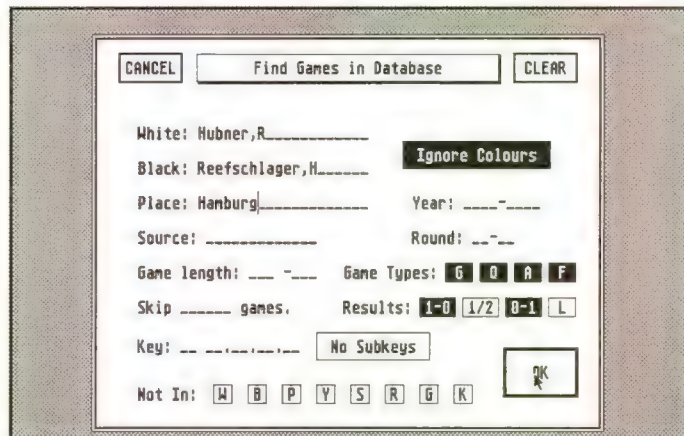 CANCEL Find Games in Database CLEAR
White: Hubner,R____________
Black: Reefschlager,H______
Ignore Colours
Place: Hamburg_____________ Year: ____-____
Source: _____________ Round: __-__
Game length: ___ -___ Game Types: G O A F
Skip ______ games. Results: 1-0 1/2 0-1 L
Key: __ __.__.__.__ No Subkeys
OK
Not In: W B P Y S R G K